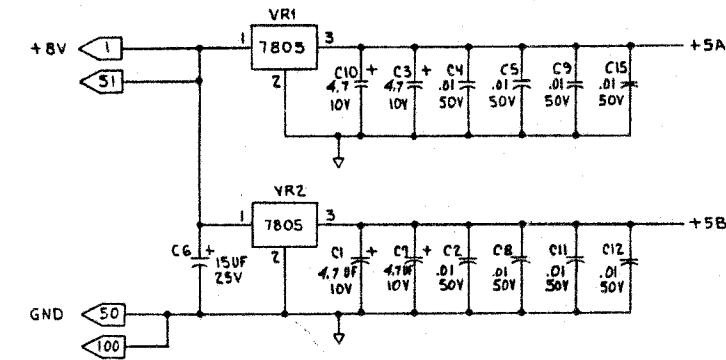 VR1
+8V 1 1 7805 3 +5A
51 2
C10 + C3 + C4 C5 C9 C15
4.7 4.7 .01 .01 .01 .01
10V 10V 50V 50V 50V 50V
VR2
1 7805 3 +5B
2
C6 + C1 + C7 + C2 C8 C11 C12
15UF 4.7UF 4.7UF .01 .01 .01 .01
25V 10V 10V 50V 50V 50V 50V
GND 50
100